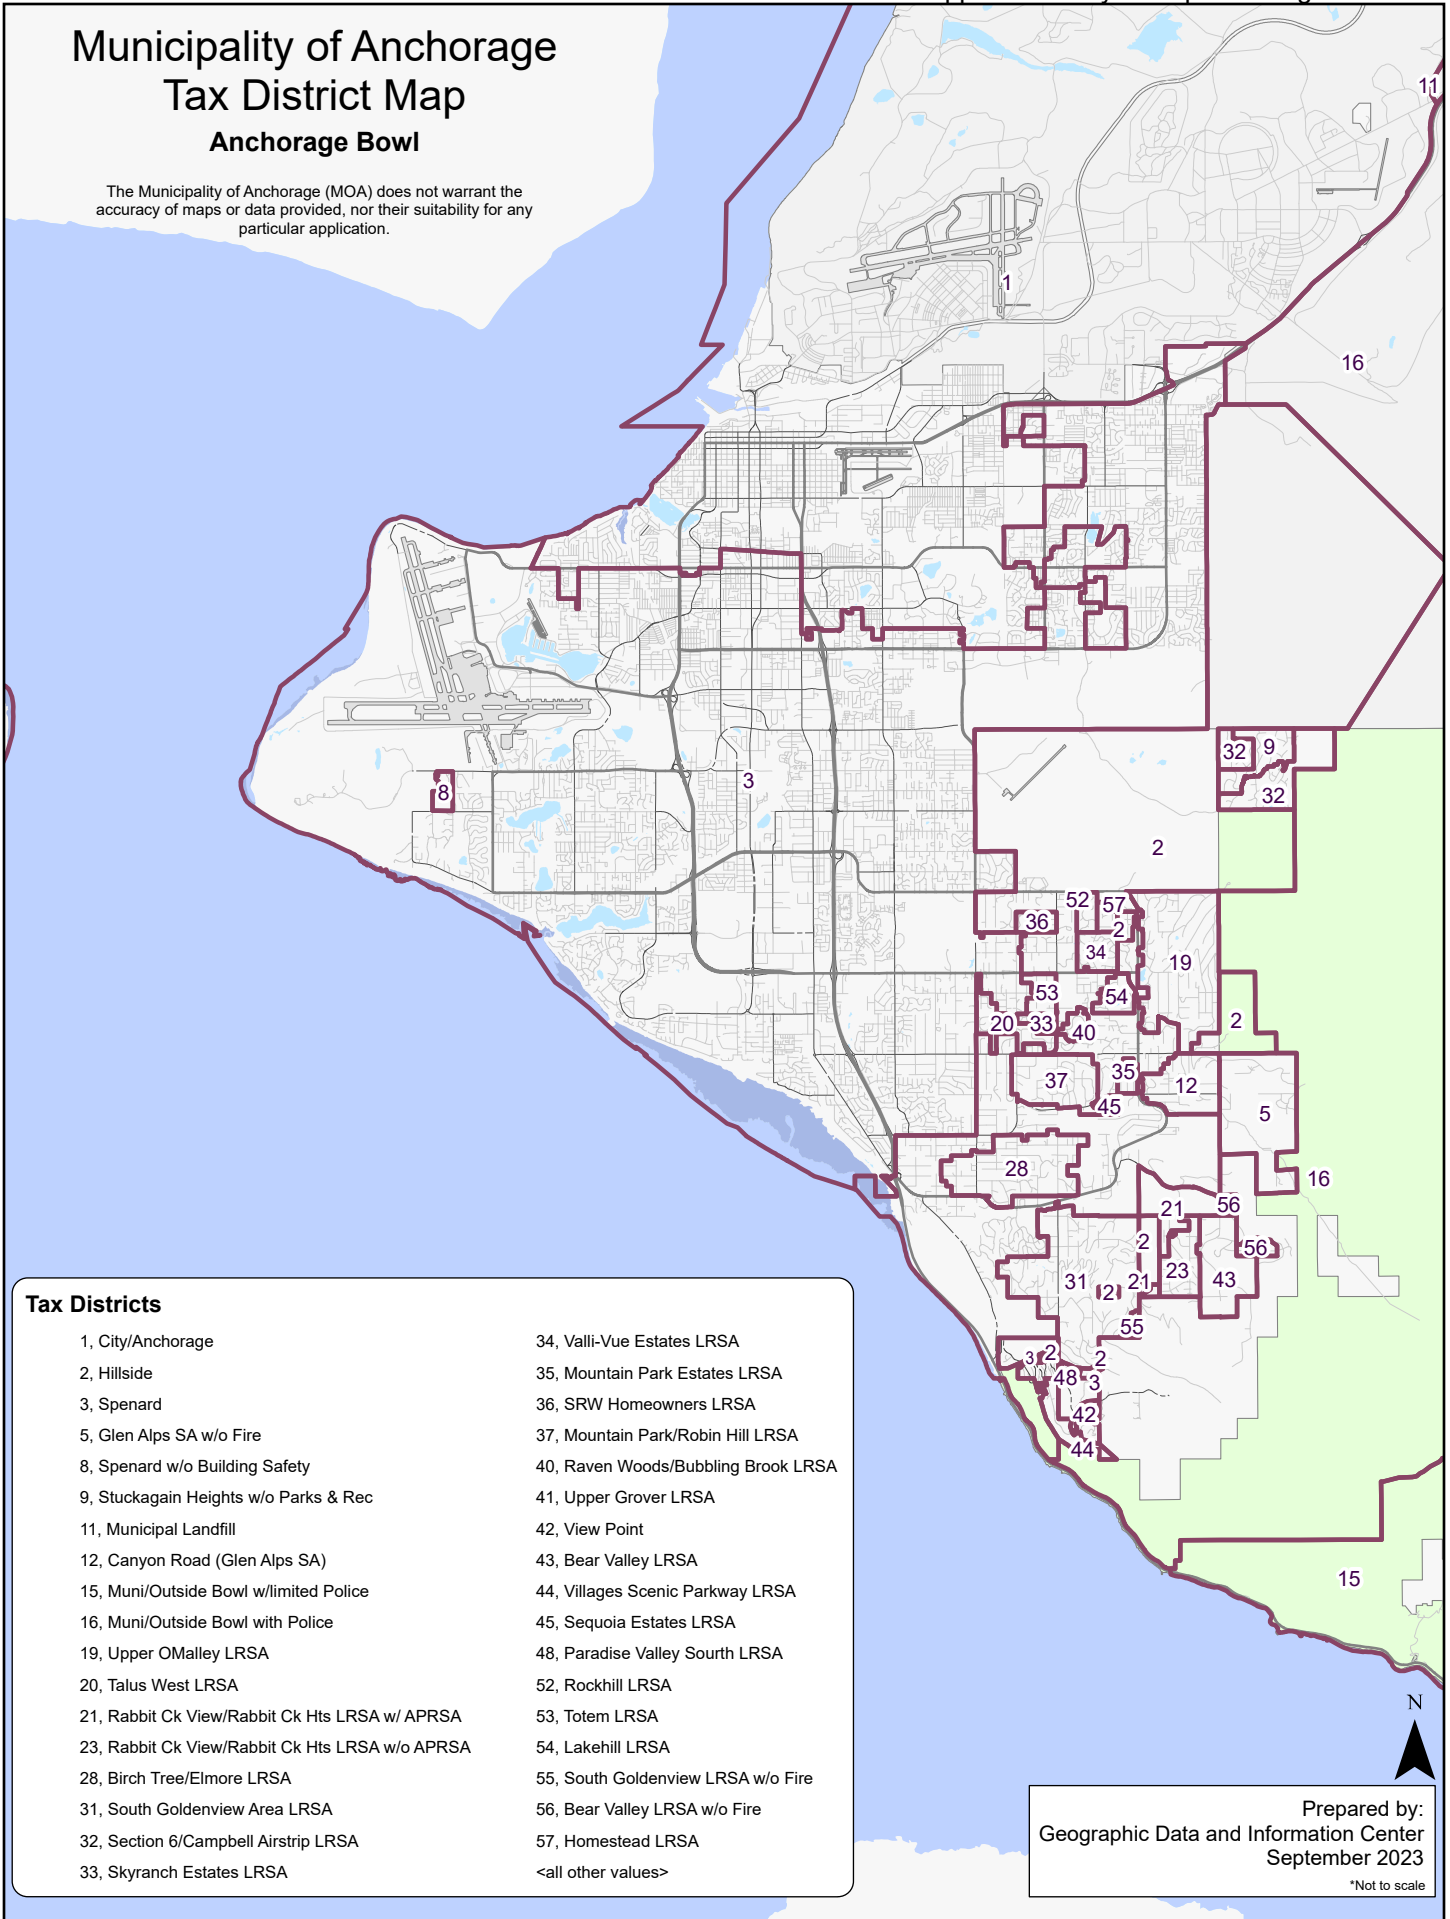 Municipality of Anchorage
Tax District Map
Anchorage Bowl
The Municipality of Anchorage (MOA) does not warrant the
accuracy of maps or data provided, nor their suitability for any
particular application.
11
1
16
32
9
32
8
3
2
52
57
36
2
34
19
53
54
20
33
40
2
37
35
12
45
5
28
16
21
56
2
56
23
31
21
43
2
55
3
2
2
48
3
42
44
15
Tax Districts
1, City/Anchorage
2, Hillside
3, Spenard
5, Glen Alps SA w/o Fire
8, Spenard w/o Building Safety
9, Stuckagain Heights w/o Parks & Rec
11, Municipal Landfill
12, Canyon Road (Glen Alps SA)
15, Muni/Outside Bowl w/limited Police
16, Muni/Outside Bowl with Police
19, Upper OMalley LRSA
20, Talus West LRSA
21, Rabbit Ck View/Rabbit Ck Hts LRSA w/ APRSA
23, Rabbit Ck View/Rabbit Ck Hts LRSA w/o APRSA
28, Birch Tree/Elmore LRSA
31, South Goldenview Area LRSA
32, Section 6/Campbell Airstrip LRSA
33, Skyranch Estates LRSA
34, Valli-Vue Estates LRSA
35, Mountain Park Estates LRSA
36, SRW Homeowners LRSA
37, Mountain Park/Robin Hill LRSA
40, Raven Woods/Bubbling Brook LRSA
41, Upper Grover LRSA
42, View Point
43, Bear Valley LRSA
44, Villages Scenic Parkway LRSA
45, Sequoia Estates LRSA
48, Paradise Valley Sourth LRSA
52, Rockhill LRSA
53, Totem LRSA
54, Lakehill LRSA
55, South Goldenview LRSA w/o Fire
56, Bear Valley LRSA w/o Fire
57, Homestead LRSA
<all other values>
N
Prepared by:
Geographic Data and Information Center
September 2023
*Not to scale